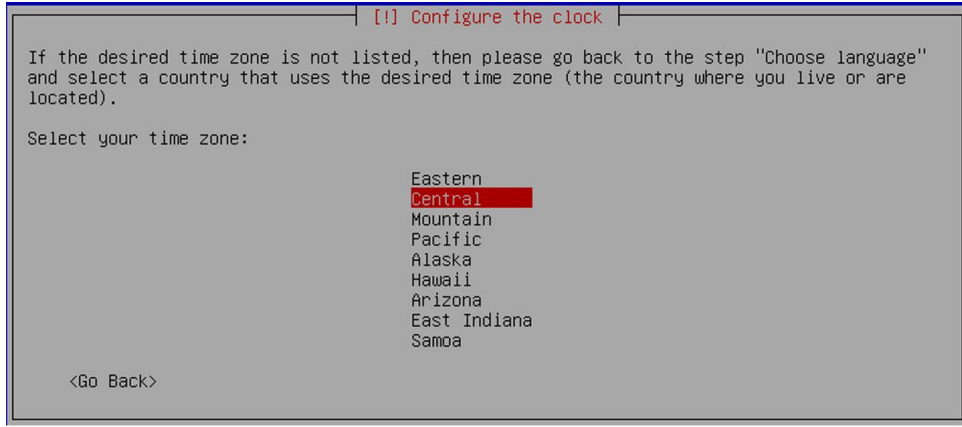 [!] Configure the clock
If the desired time zone is not listed, then please go back to the step "Choose language"
and select a country that uses the desired time zone (the country where you live or are
located).
Select your time zone:
Eastern
Central
Mountain
Pacific
Alaska
Hawaii
Arizona
East Indiana
Samoa
<Go Back>